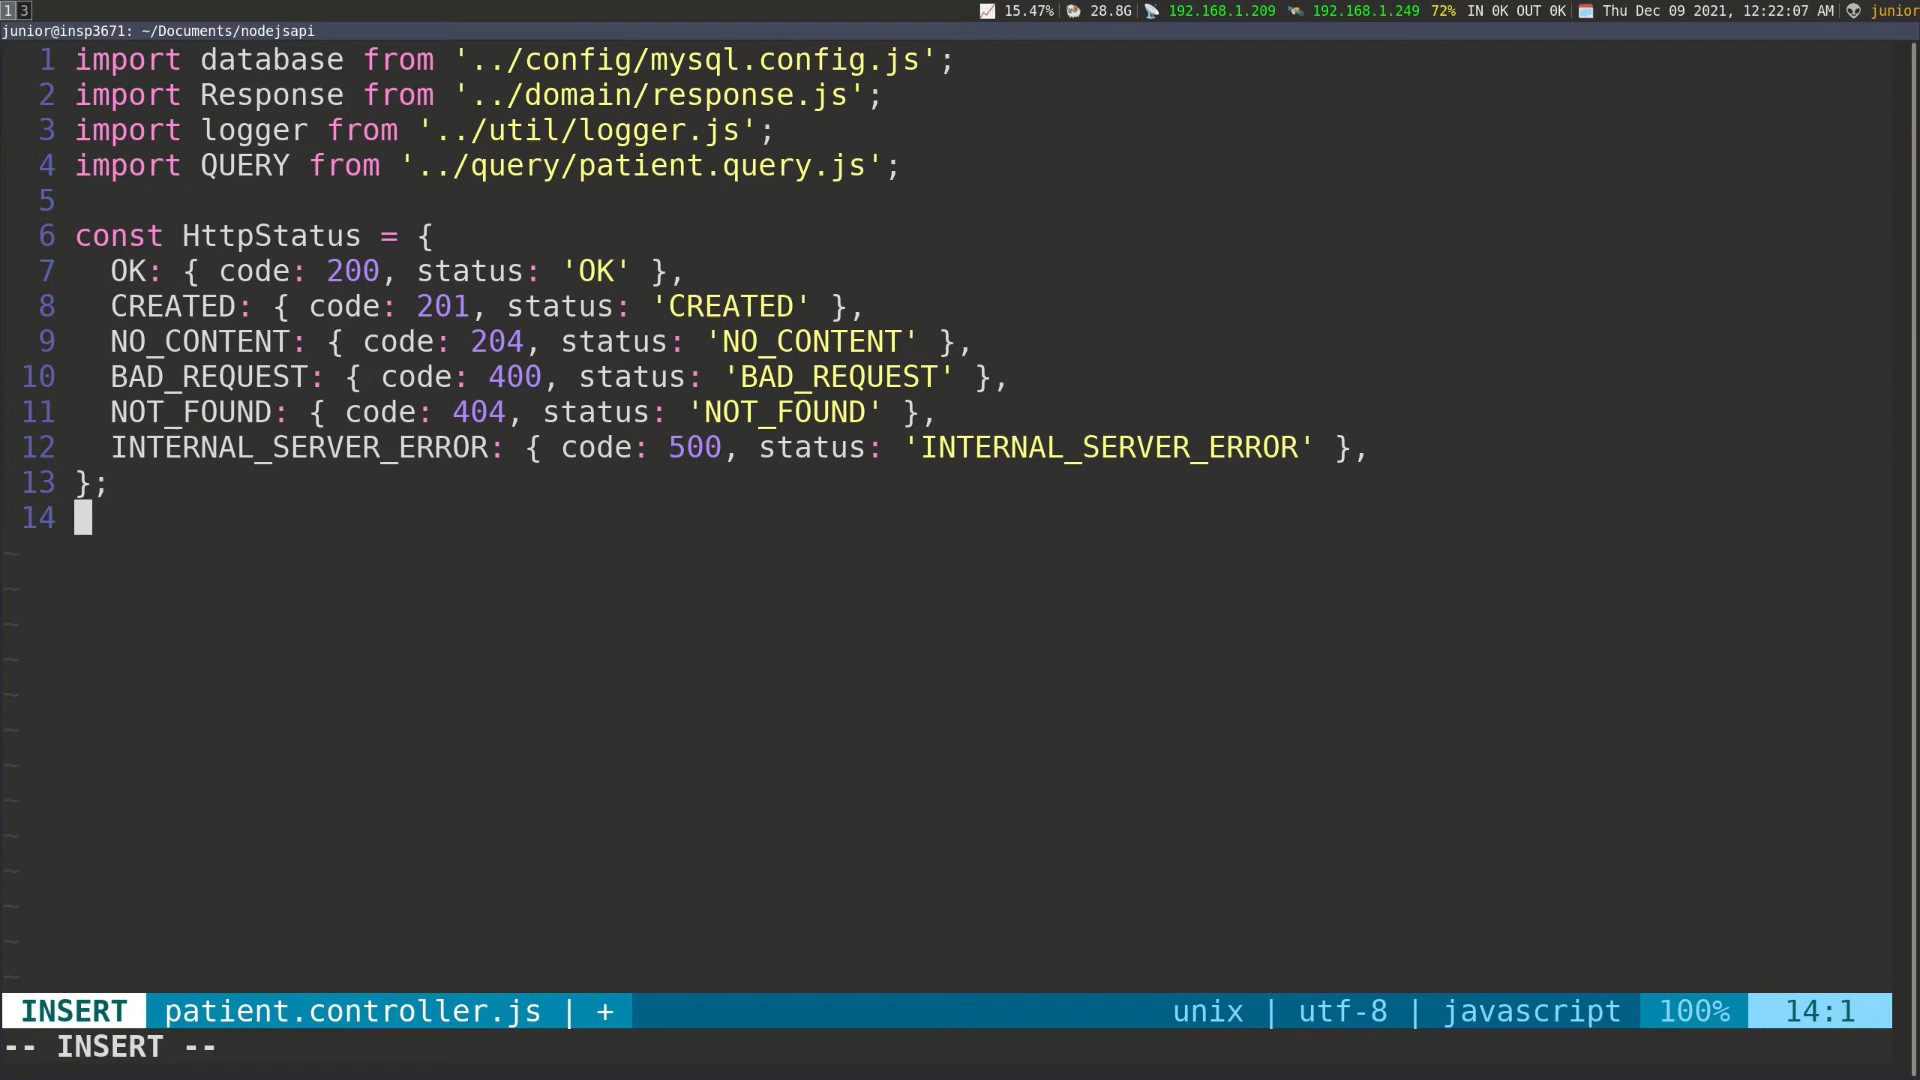 1 3 15.47% 28.8G 192.168.1.209 192.168.1.249 72% IN 0K OUT 0K Thu Dec 09 2021, 12:22:07 AM junior
junior@insp3671: ~/Documents/nodejsapi
1 import database from '../config/mysql.config.js';
2 import Response from '../domain/response.js';
3 import logger from '../util/logger.js';
4 import QUERY from '../query/patient.query.js';
5
6 const HttpStatus = {
7   OK: { code: 200, status: 'OK' },
8   CREATED: { code: 201, status: 'CREATED' },
9   NO_CONTENT: { code: 204, status: 'NO_CONTENT' },
10   BAD_REQUEST: { code: 400, status: 'BAD_REQUEST' },
11   NOT_FOUND: { code: 404, status: 'NOT_FOUND' },
12   INTERNAL_SERVER_ERROR: { code: 500, status: 'INTERNAL_SERVER_ERROR' },
13 };
14
~
~
~
~
~
~
~
~
~
~
~
~
~
INSERT patient.controller.js | + unix | utf-8 | javascript 100% 14:1
-- INSERT --